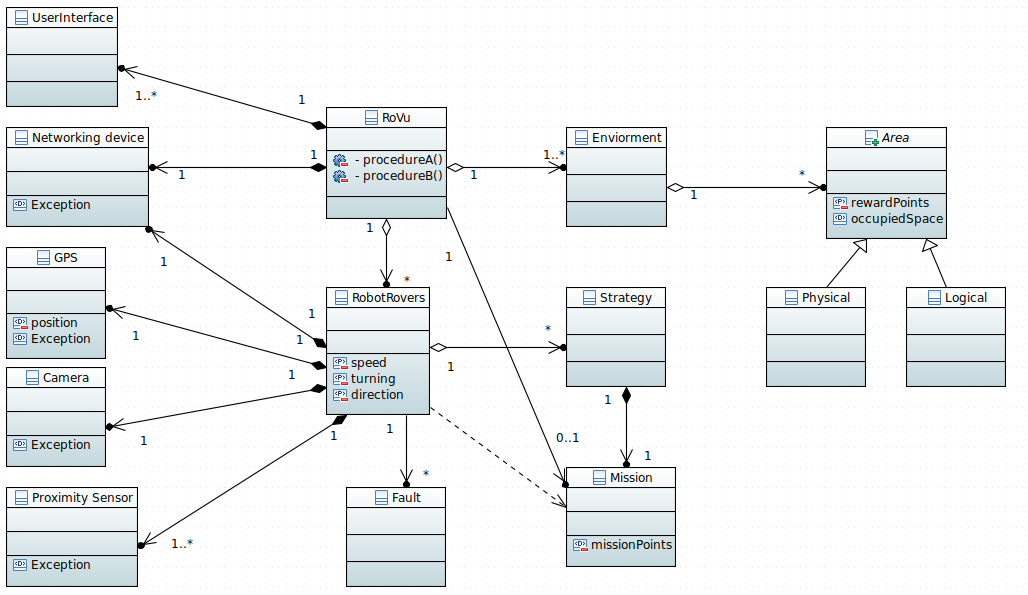 UserInterface
1..*
1
Networking device
Exception
1
1
RoVu
- procedureA()
- procedureB()
1
1..*
Enviorment
1
*
Area
rewardPoints
occupiedSpace
GPS
position
Exception
1
1
1
1
*
1
RobotRovers
speed
turning
direction
1
1
*
Strategy
Physical
Logical
Camera
Exception
1
1
1
1
*
1
1
0..1
Proximity Sensor
Exception
1..*
Fault
Mission
missionPoints